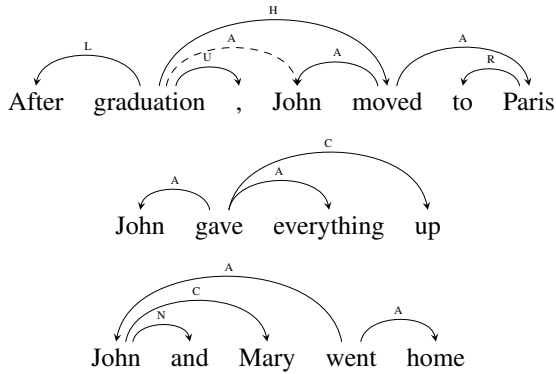 H
L
A
U
A
A
R
After graduation , John moved to Paris
C
A
A
John gave everything up
A
C
N
A
John and Mary went home